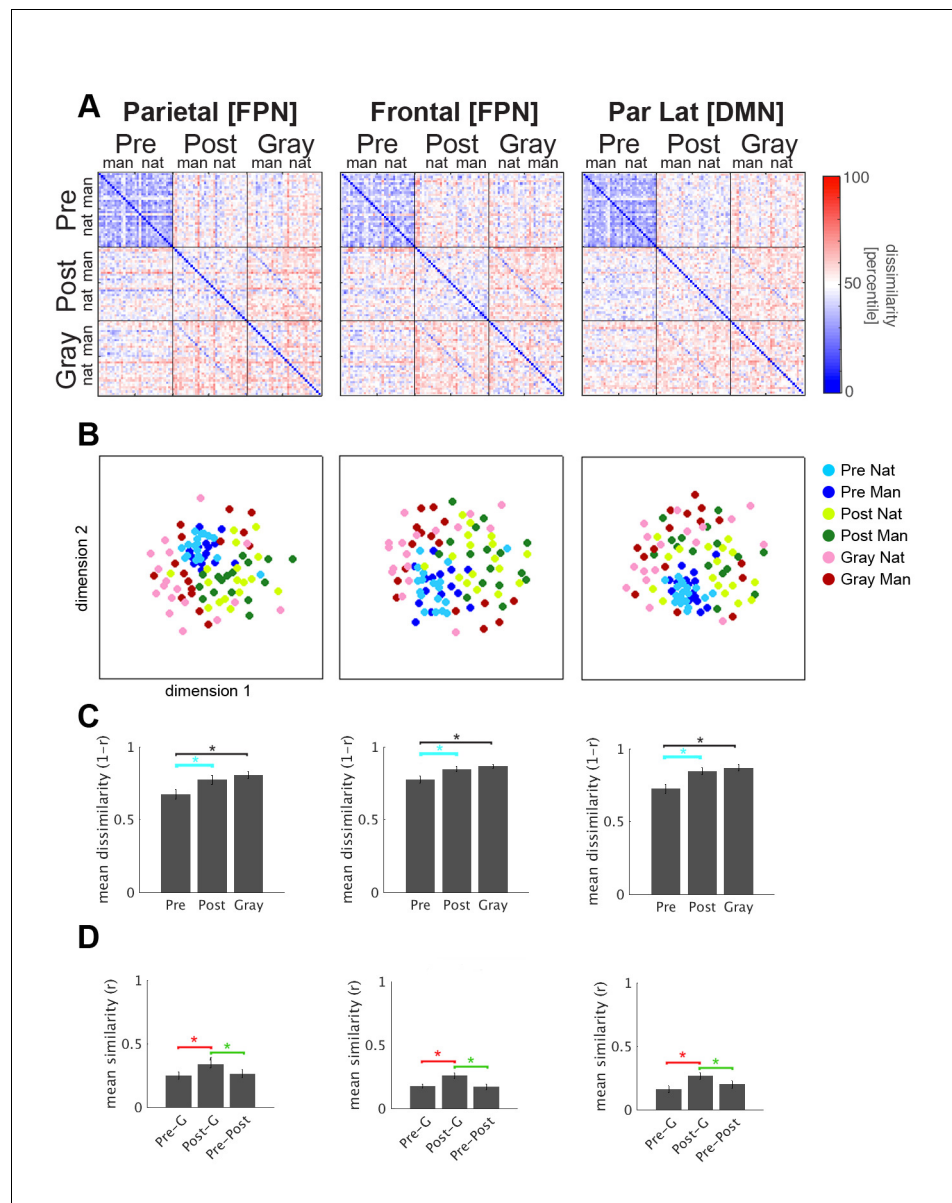 A
Parietal [FPN] Frontal [FPN] Par Lat [DMN]
Pre Post Gray Pre Post Gray Pre Post Gray
man nat man nat man nat man nat nat man nat man man nat man nat man nat
Pre
nat man
Post
nat man
Gray
nat man
100
50
0
dissimilarity
[percentile]
B
dimension 2
dimension 1
Pre Nat
Pre Man
Post Nat
Post Man
Gray Nat
Gray Man
C
mean dissimilarity (1-r)
1
0.5
0
* *
Pre Post Gray
mean dissimilarity (1-r)
1
0.5
0
* *
Pre Post Gray
mean dissimilarity (1-r)
1
0.5
0
* *
Pre Post Gray
D
mean similarity (r)
1
0.5
0
* *
Pre-G Post-G Pre-Post
mean similarity (r)
1
0.5
0
* *
Pre-G Post-G Pre-Post
mean similarity (r)
1
0.5
0
* *
Pre-G Post-G Pre-Post